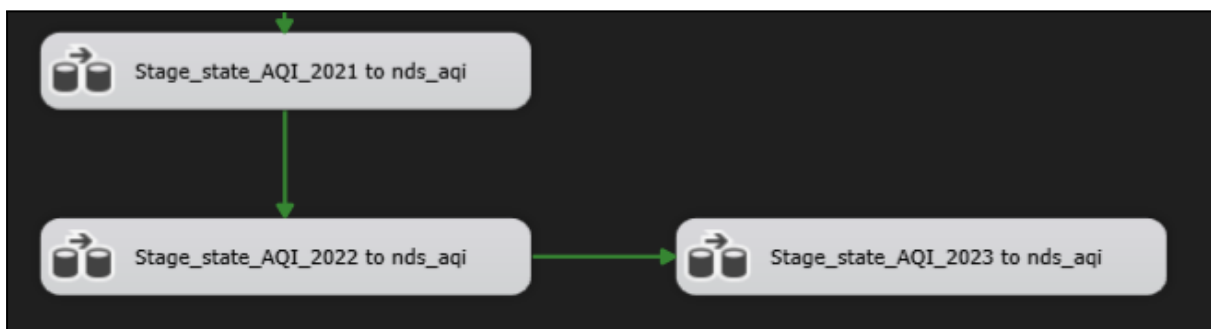 Stage_state_AQI_2021 to nds_aqi
Stage_state_AQI_2022 to nds_aqi
Stage_state_AQI_2023 to nds_aqi